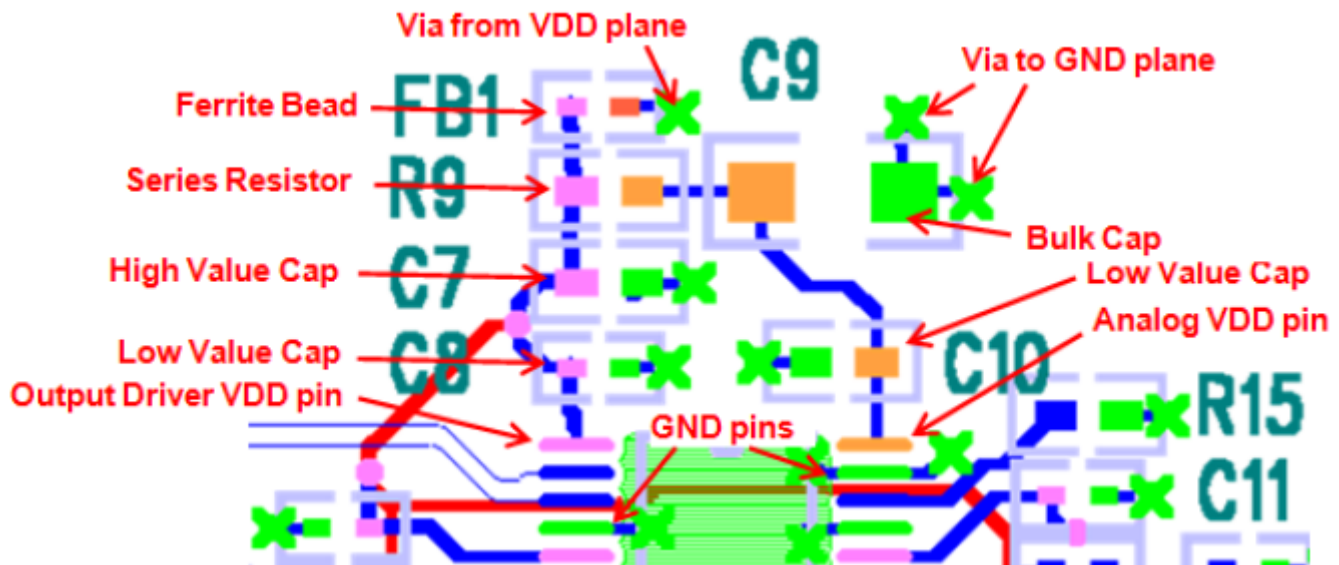 Via from VDD plane
C9
Via to GND plane
Ferrite Bead
FB1
Series Resistor
R9
Bulk Cap
High Value Cap
C7
Low Value Cap
Analog VDD pin
Low Value Cap
C8
C10
Output Driver VDD pin
GND pins
R15
C11